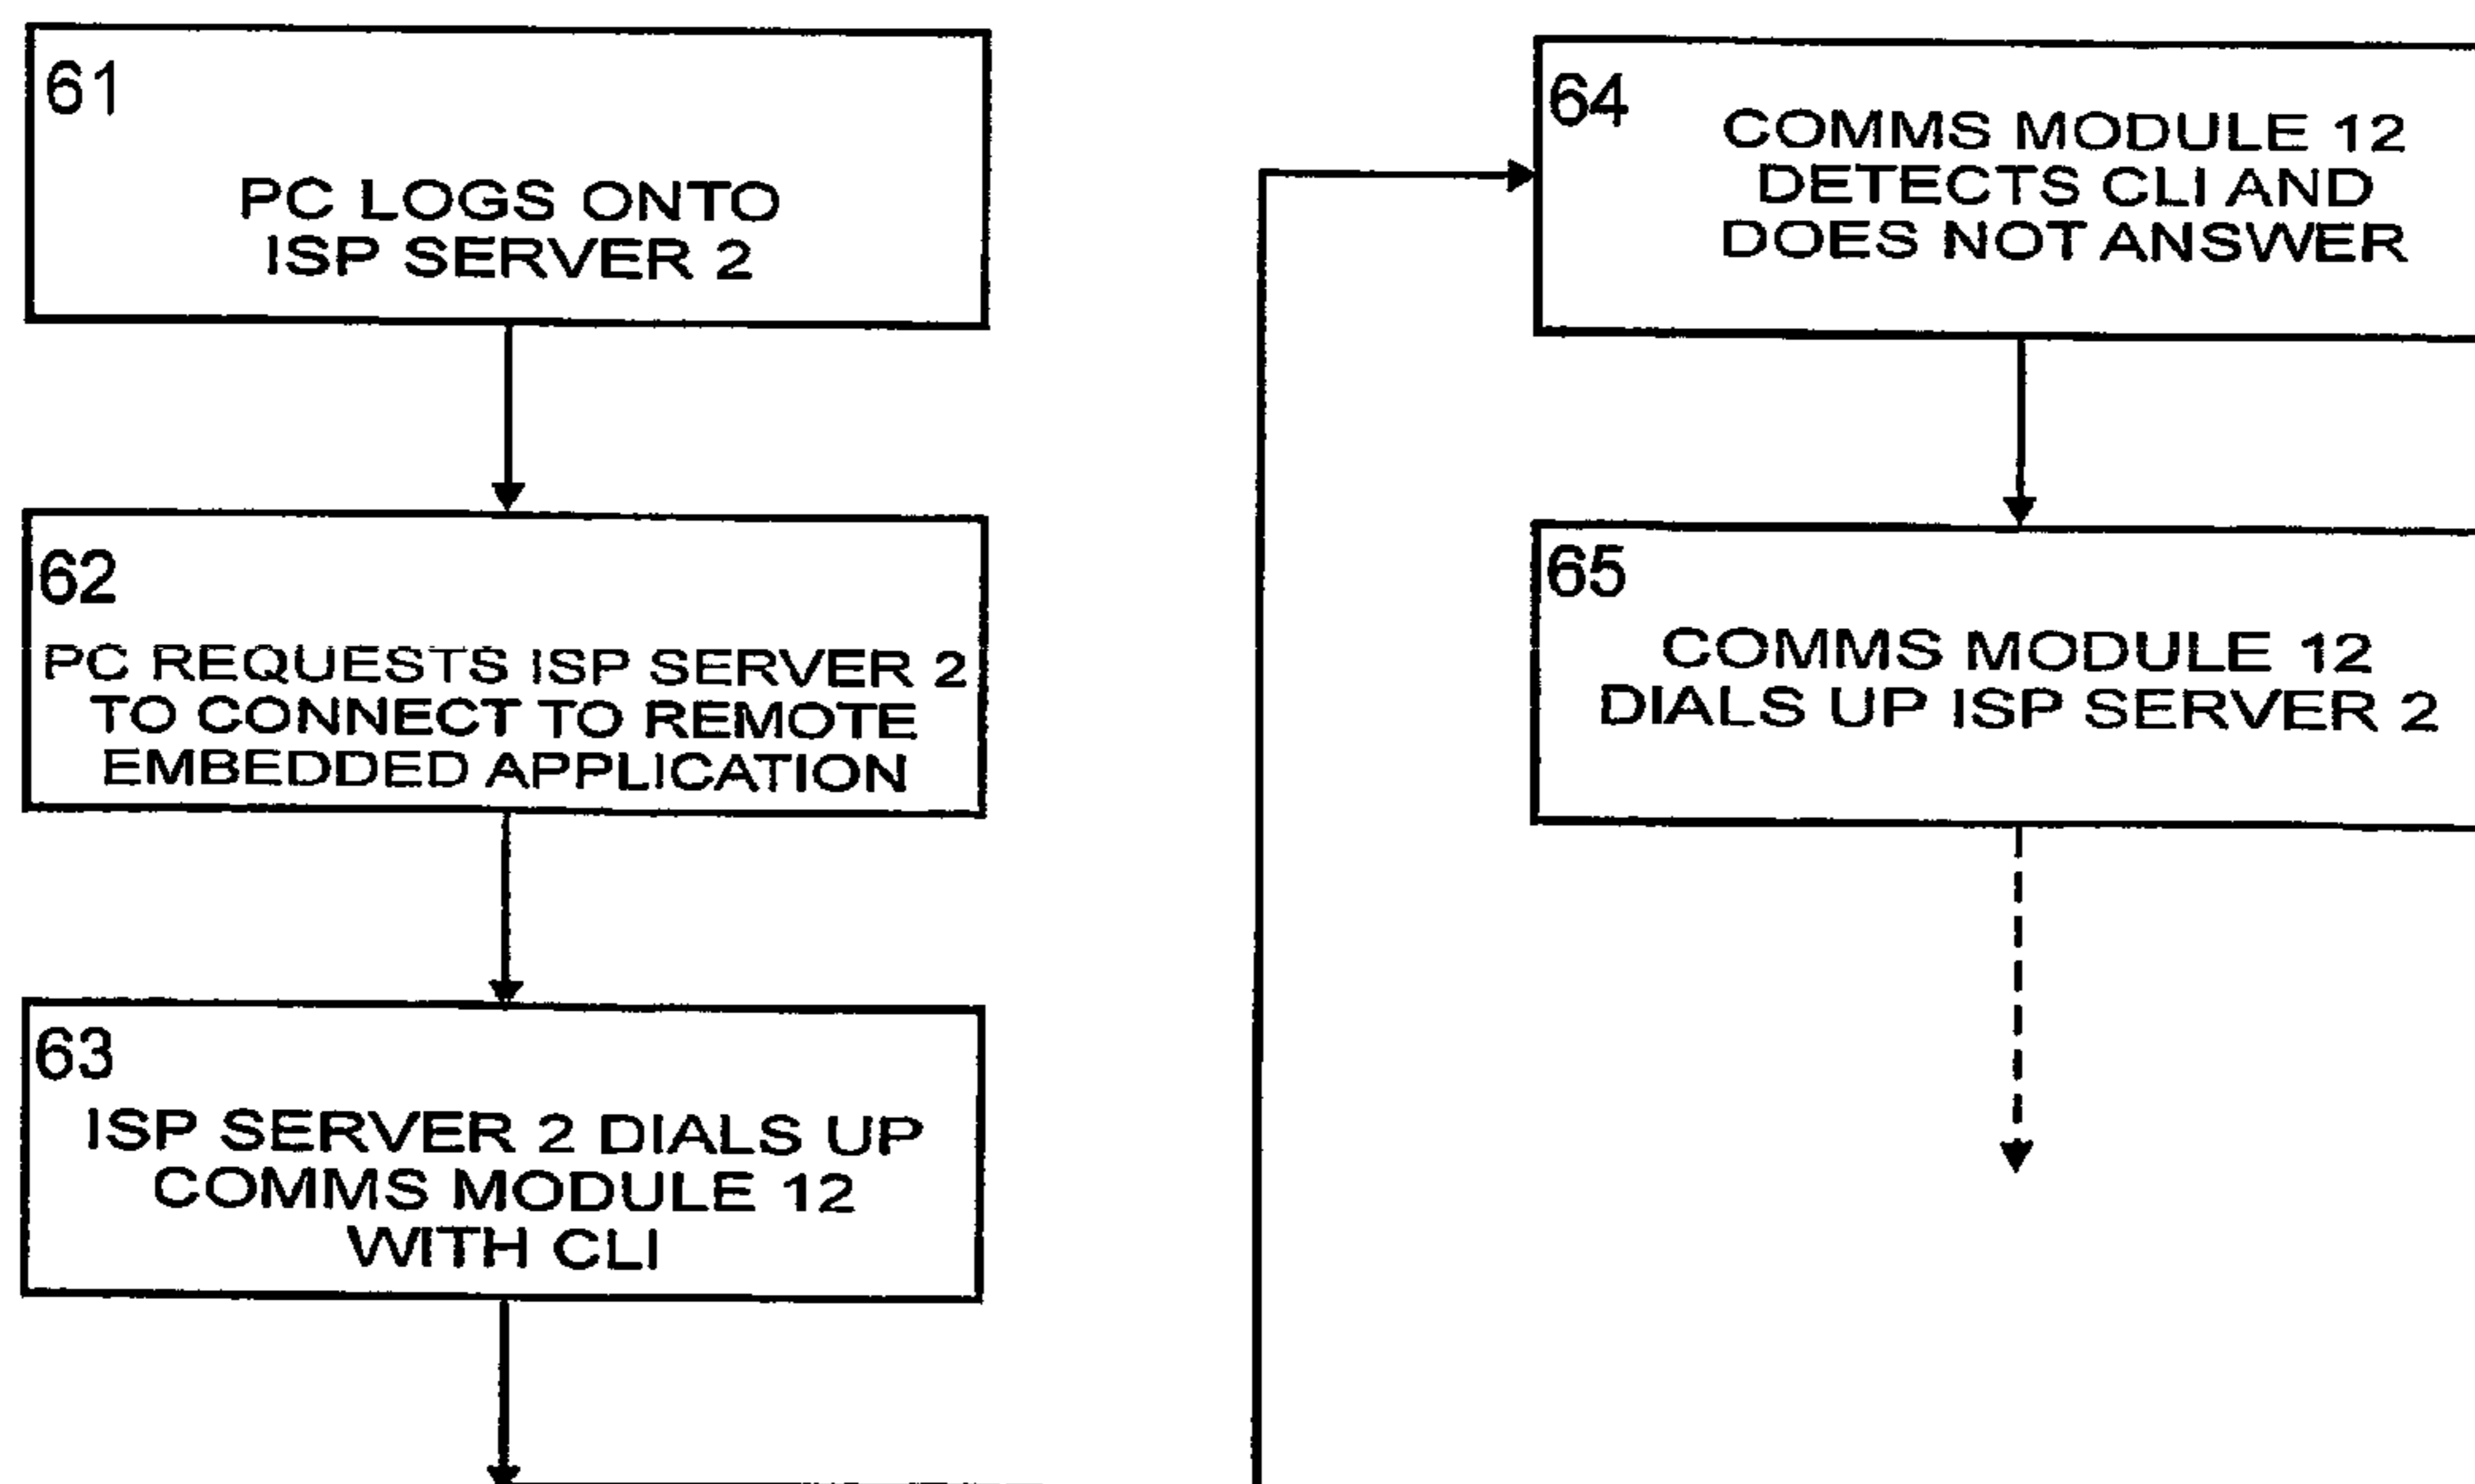 61
PC LOGS ONTO
ISP SERVER 2
62
PC REQUESTS ISP SERVER 2
TO CONNECT TO REMOTE
EMBEDDED APPLICATION
63
ISP SERVER 2 DIALS UP
COMMS MODULE 12
WITH CLI
64
COMMS MODULE 12
DETECTS CLI AND
DOES NOT ANSWER
65
COMMS MODULE 12
DIALS UP ISP SERVER 2